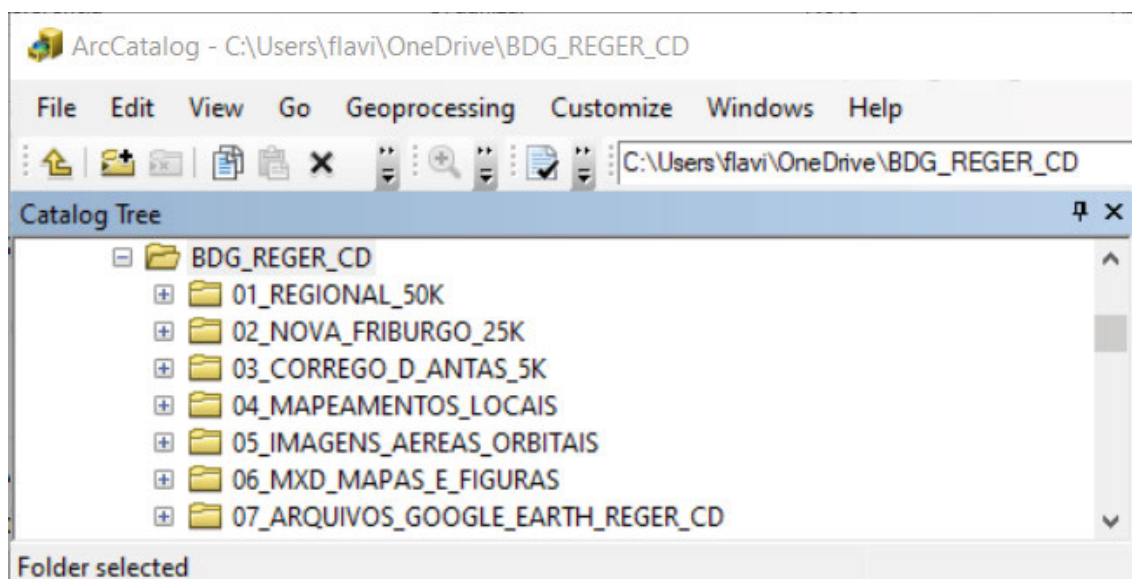 ArcCatalog - C:\Users\flavi\OneDrive\BDG_REGER_CD
File Edit View Go Geoprocessing Customize Windows Help
C:\Users\flavi\OneDrive\BDG_REGER_CD
Catalog Tree
BDG_REGER_CD
01_REGIONAL_50K
02_NOVA_FRIBURGO_25K
03_CORREGO_D_ANTAS_5K
04_MAPEAMENTOS_LOCAIS
05_IMAGENS_AEREAS_ORBITAIS
06_MXD_MAPAS_E_FIGURAS
07_ARQUIVOS_GOOGLE_EARTH_REGER_CD
Folder selected